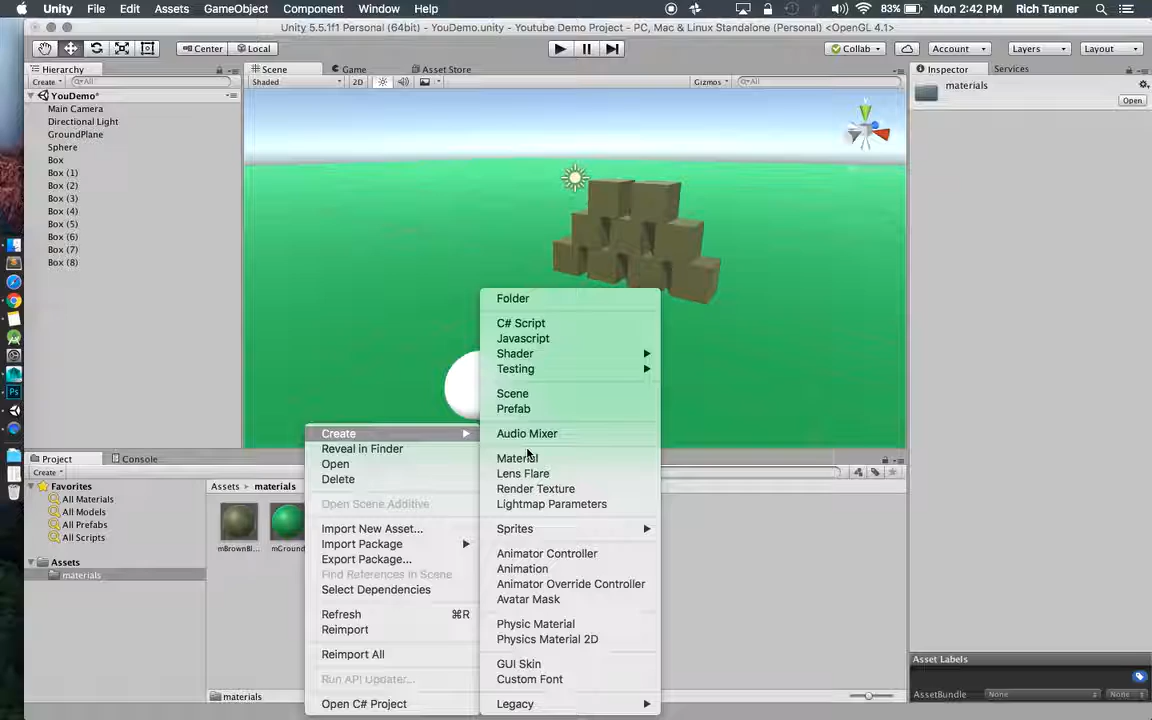 Unity File Edit Assets GameObject Component Window Help 83% Mon 2:42 PM Rich Tanner
Unity 5.5.1f1 Personal (64bit) - YouDemo.unity - Youtube Demo Project - PC, Mac & Linux Standalone (Personal) <OpenGL 4.1>
Center Local Collab Account Layers Layout
Hierarchy Scene Game Asset Store Inspector Services
Create All Shaded 2D Gizmos All materials
Open
YouDemo*
Main Camera
Directional Light
GroundPlane
Sphere
Box
Box (1)
Box (2)
Box (3)
Box (4)
Box (5)
Box (6)
Box (7)
Box (8)
Folder
C# Script
Javascript
Shader
Testing
Scene
Prefab
Audio Mixer
Material
Lens Flare
Render Texture
Lightmap Parameters
Sprites
Animator Controller
Animation
Animator Override Controller
Avatar Mask
Physic Material
Physics Material 2D
GUI Skin
Custom Font
Legacy
Create
Reveal in Finder
Open
Delete
Open Scene Additive
Import New Asset...
Import Package
Export Package...
Find References In Scene
Select Dependencies
Refresh ⌘R
Reimport
Reimport All
Run API Updater...
Open C# Project
Project Console
Create
Favorites
All Materials
All Models
All Prefabs
All Scripts
Assets
materials
Assets materials
mBrownBl... mGround
materials
Asset Labels
AssetBundle None None